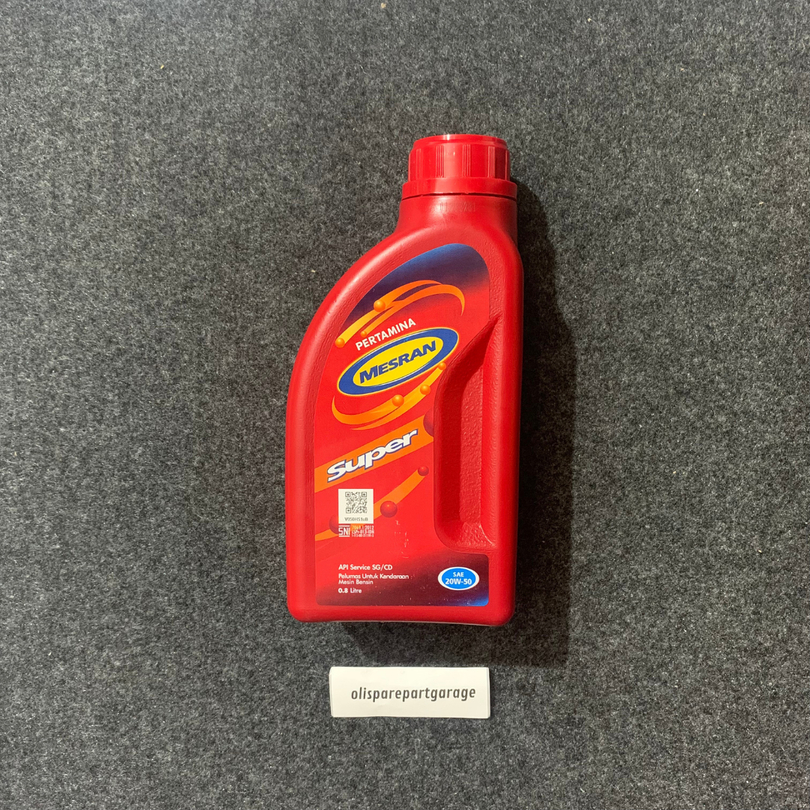 PERTAMINA
MESRAN
Super
SNI
API Service SG/CD
Pelumas Untuk Kendaraan
Mesin Bensin
0.8 Litre
SAE
20W-50
olisparepartgarage